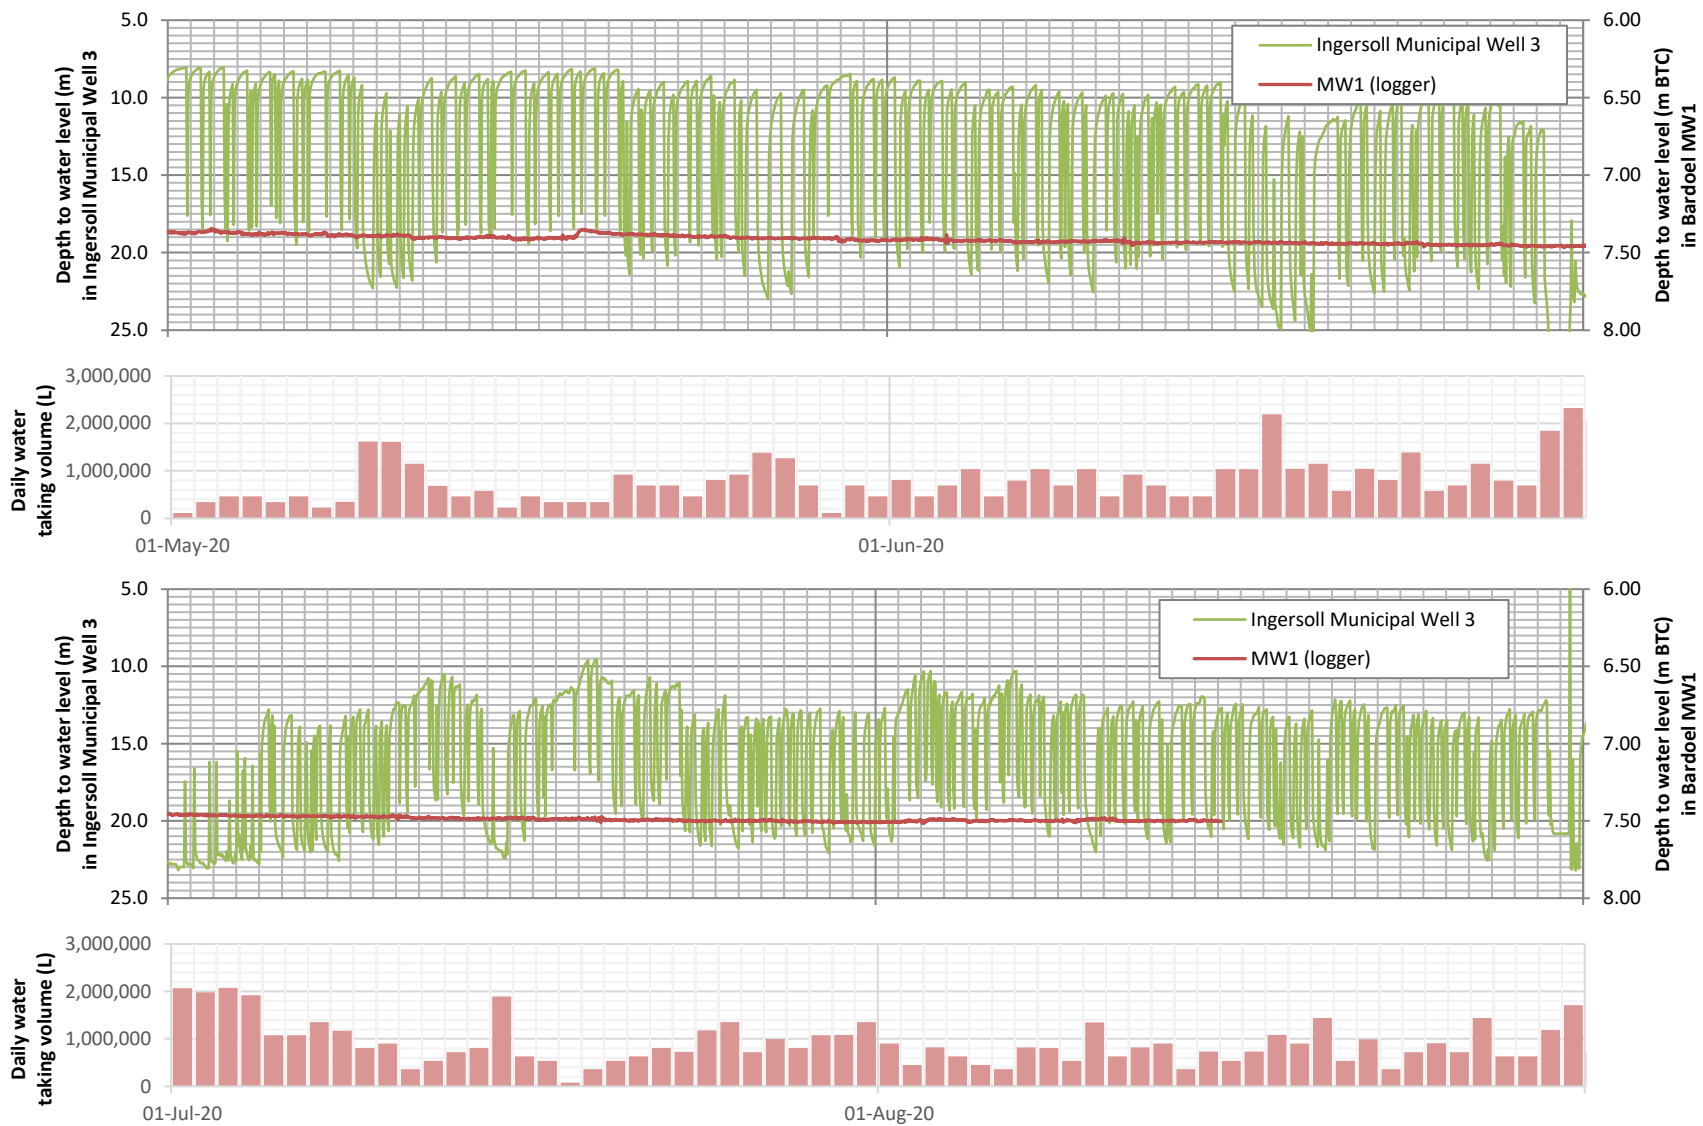 Depth to water level (m)
in Ingersoll Municipal Well 3
5.0
10.0
15.0
20.0
25.0
Ingersoll Municipal Well 3
MW1 (logger)
6.00
6.50
7.00
7.50
8.00
Depth to water level (m BTC)
in Bardoel MW1
Daily water
taking volume (L)
3,000,000
2,000,000
1,000,000
0
01-May-20
01-Jun-20
Depth to water level (m)
in Ingersoll Municipal Well 3
5.0
10.0
15.0
20.0
25.0
Ingersoll Municipal Well 3
MW1 (logger)
6.00
6.50
7.00
7.50
8.00
Depth to water level (m BTC)
in Bardoel MW1
Daily water
taking volume (L)
3,000,000
2,000,000
1,000,000
0
01-Jul-20
01-Aug-20